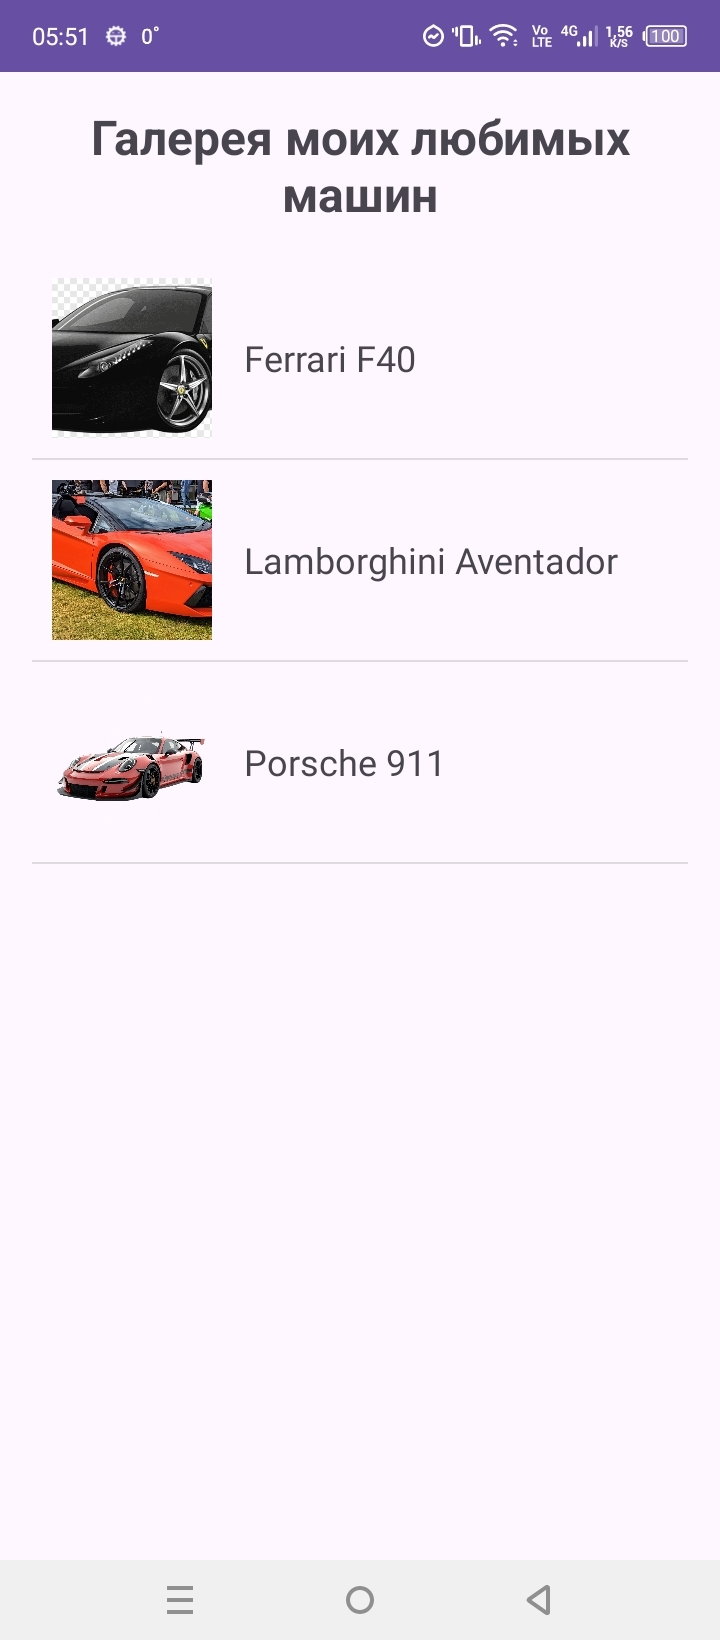 05:51 0° Vo LTE 4G 1,56 K/S 100
Галерея моих любимых
машин
Ferrari F40
Lamborghini Aventador
Porsche 911